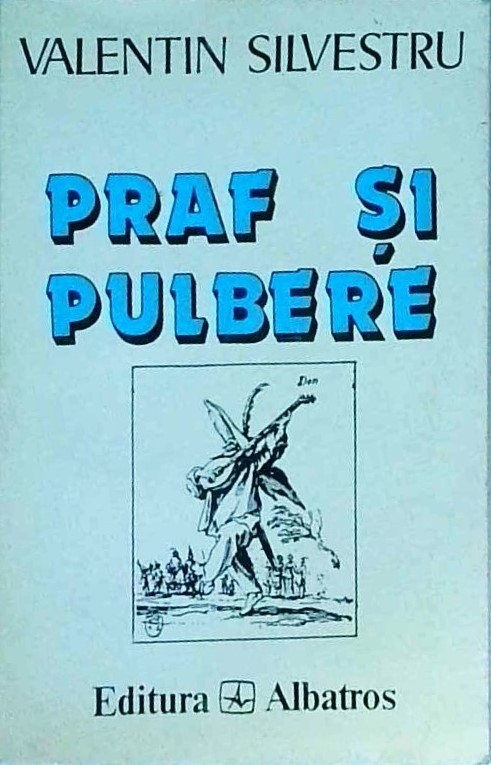 VALENTIN SILVESTRU
PRAF ȘI
PULBERE
Don
Editura Albatros